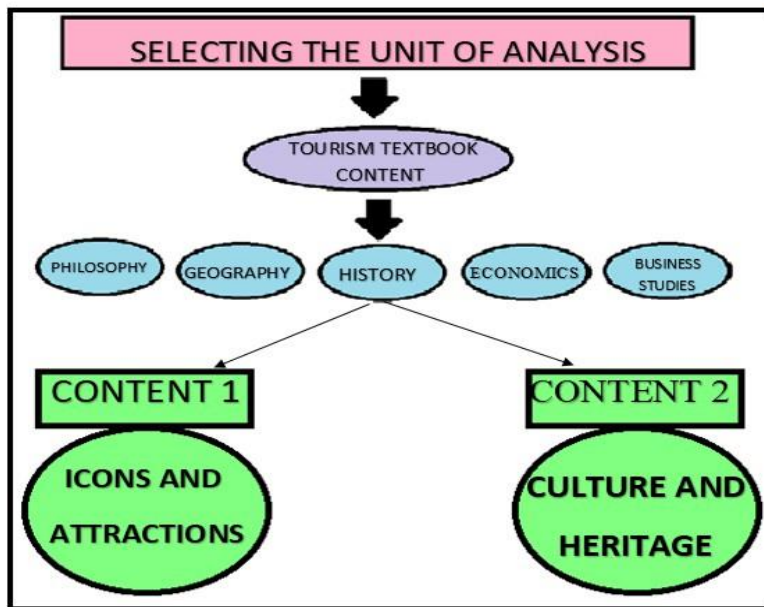 SELECTING THE UNIT OF ANALYSIS
TOURISM TEXTBOOK
CONTENT
PHILOSOPHY
GEOGRAPHY
HISTORY
ECONOMICS
BUSINESS
STUDIES
CONTENT 1
CONTENT 2
ICONS AND
ATTRACTIONS
CULTURE AND
HERITAGE